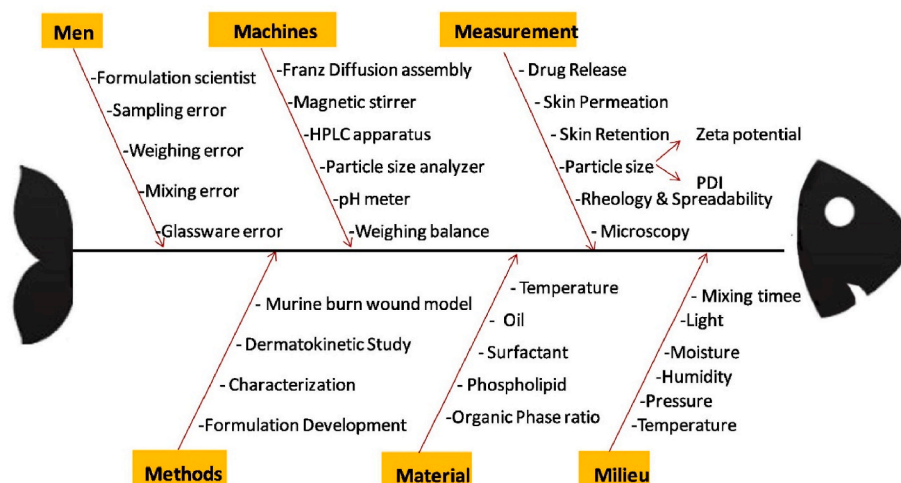 Men
-Formulation scientist
-Sampling error
-Weighing error
-Mixing error
-Glassware error
Machines
-Franz Diffusion assembly
-Magnetic stirrer
-HPLC apparatus
-Particle size analyzer
-pH meter
-Weighing balance
Measurement
- Drug Release
- Skin Permeation
- Skin Retention
-Particle size
Zeta potential
PDI
-Rheology & Spreadability
- Microscopy
- Murine burn wound model
- Dermatokinetic Study
- Characterization
-Formulation Development
Methods
- Temperature
- Oil
- Surfactant
- Phospholipid
-Organic Phase ratio
Material
- Mixing timee
-Light
-Moisture
-Humidity
-Pressure
-Temperature
Milieu